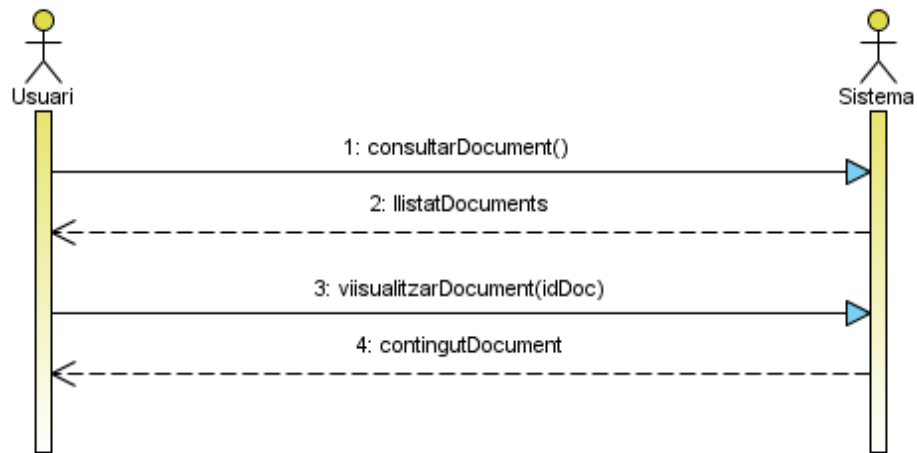 Usuari
Sistema
1: consultarDocument()
2: llistatDocuments
3: viisualitzarDocument(idDoc)
4: contingutDocument